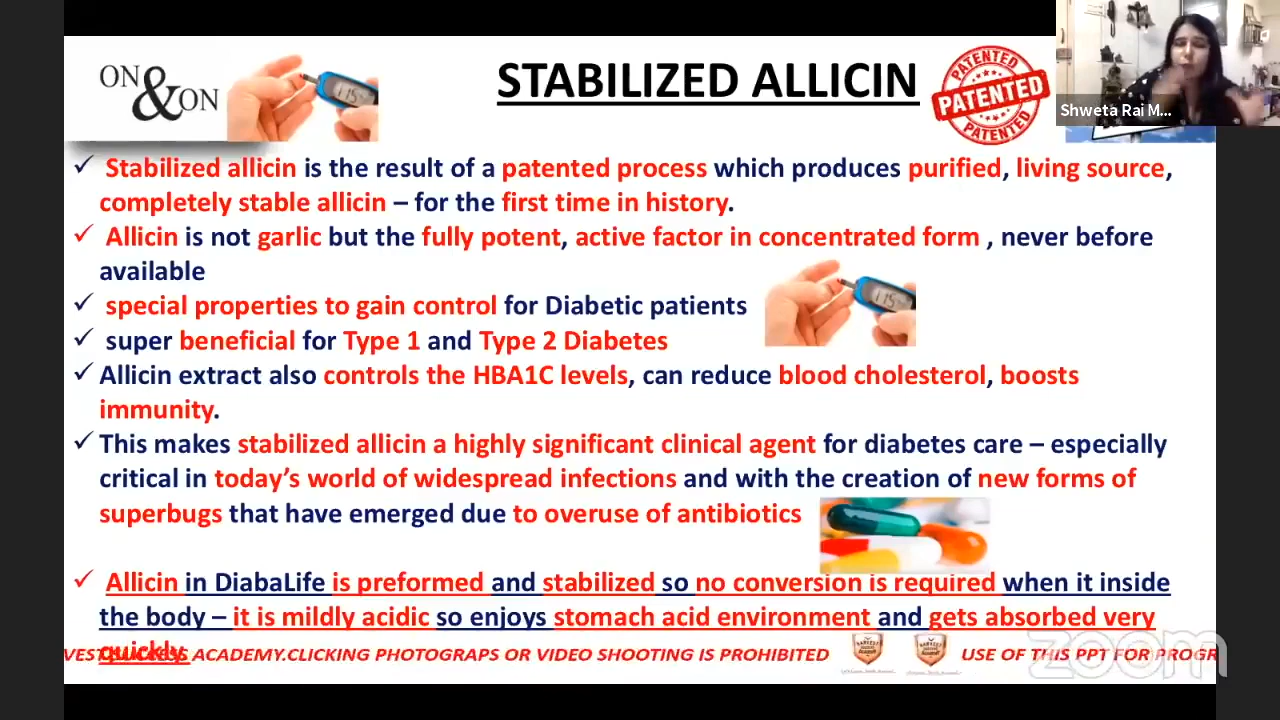 ON & ON
STABILIZED ALLICIN
PATENTED
PATENTED
PATENTED
Shweta Rai M...
✓ Stabilized allicin is the result of a patented process which produces purified, living source,
completely stable allicin – for the first time in history.
✓ Allicin is not garlic but the fully potent, active factor in concentrated form , never before
available
✓ special properties to gain control for Diabetic patients
✓ super beneficial for Type 1 and Type 2 Diabetes
✓ Allicin extract also controls the HBA1C levels, can reduce blood cholesterol, boosts
immunity.
✓ This makes stabilized allicin a highly significant clinical agent for diabetes care – especially
critical in today's world of widespread infections and with the creation of new forms of
superbugs that have emerged due to overuse of antibiotics
✓ Allicin in DiabaLife is preformed and stabilized so no conversion is required when it inside
the body – it is mildly acidic so enjoys stomach acid environment and gets absorbed very
quickly.
ACADEMY.CLICKING PHOTOGRAPS OR VIDEO SHOOTING IS PROHIBITED
USE OF THIS PPT FOR PROGR
zoom